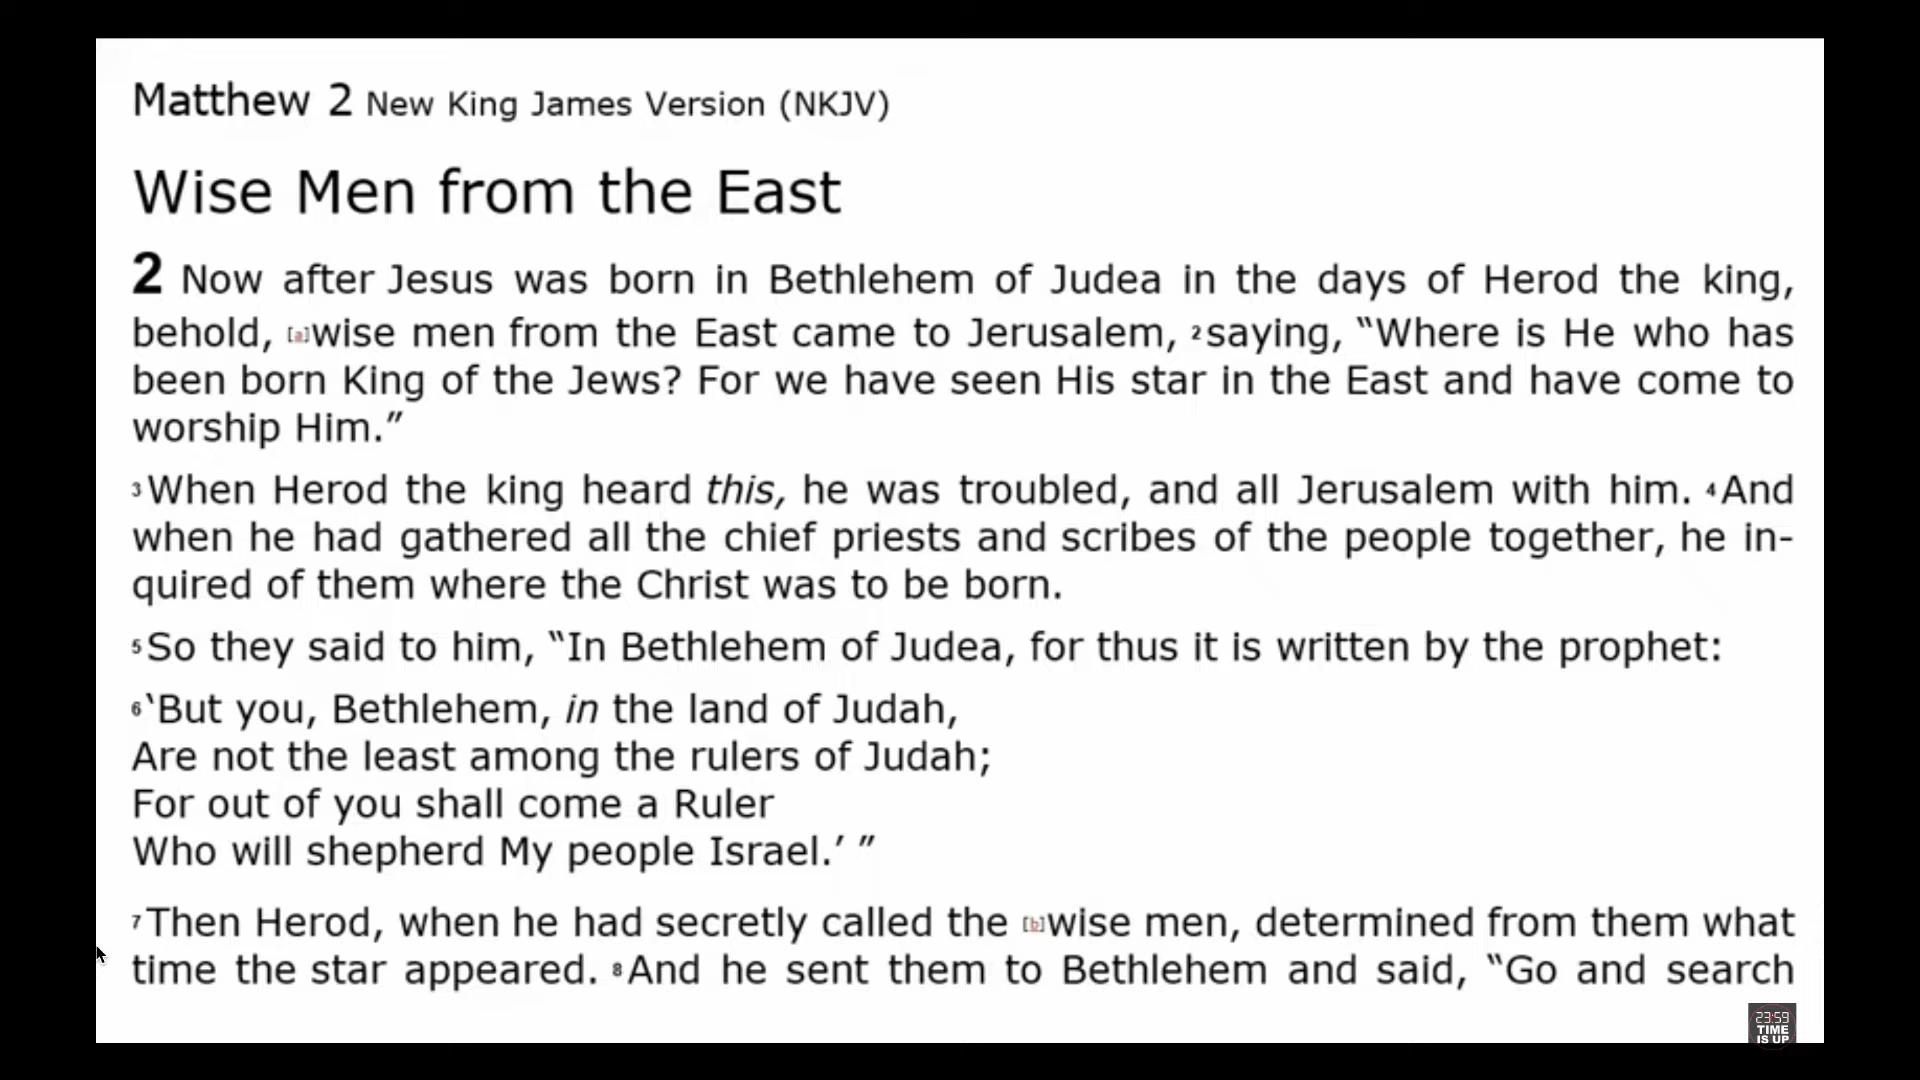 Matthew 2 New King James Version (NKJV)
Wise Men from the East
2 Now after Jesus was born in Bethlehem of Judea in the days of Herod the king,
behold, [a]wise men from the East came to Jerusalem, 2 saying, “Where is He who has
been born King of the Jews? For we have seen His star in the East and have come to
worship Him.”
3 When Herod the king heard this, he was troubled, and all Jerusalem with him. 4 And
when he had gathered all the chief priests and scribes of the people together, he in-
quired of them where the Christ was to be born.
5 So they said to him, “In Bethlehem of Judea, for thus it is written by the prophet:
6 ‘But you, Bethlehem, in the land of Judah,
Are not the least among the rulers of Judah;
For out of you shall come a Ruler
Who will shepherd My people Israel.’ ”
7 Then Herod, when he had secretly called the [b]wise men, determined from them what
time the star appeared. 8 And he sent them to Bethlehem and said, “Go and search
23:59
TIME
IS UP